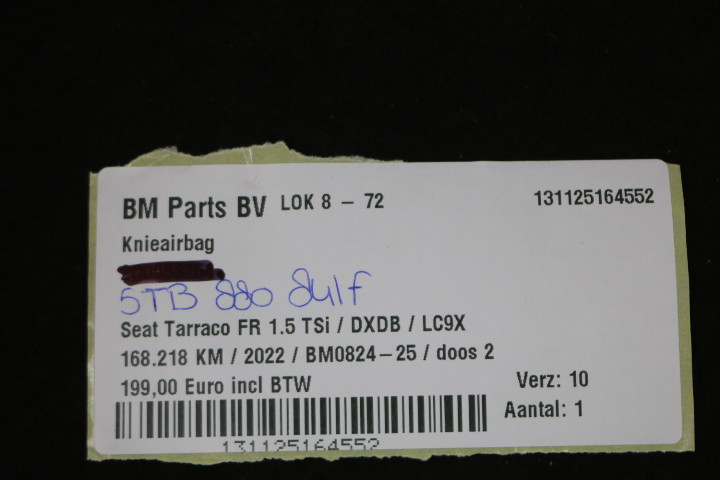 BM Parts BV LOK 8 - 72 131125164552
Knieairbag
5TB 880 841F
Seat Tarraco FR 1.5 TSi / DXDB / LC9X
168.218 KM / 2022 / BM0824-25 / doos 2
199,00 Euro incl BTW Verz: 10
Aantal: 1
131125164552